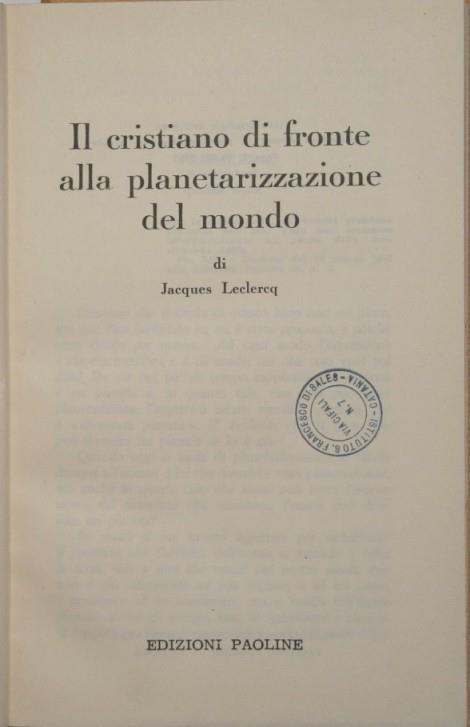 Il cristiano di fronte
alla planetarizzazione
del mondo
di
Jacques Leclercq
ISTITUTO S. FRANCESCO DI SALES - CATANIA -
VIA CIFALI
N. 7
EDIZIONI PAOLINE